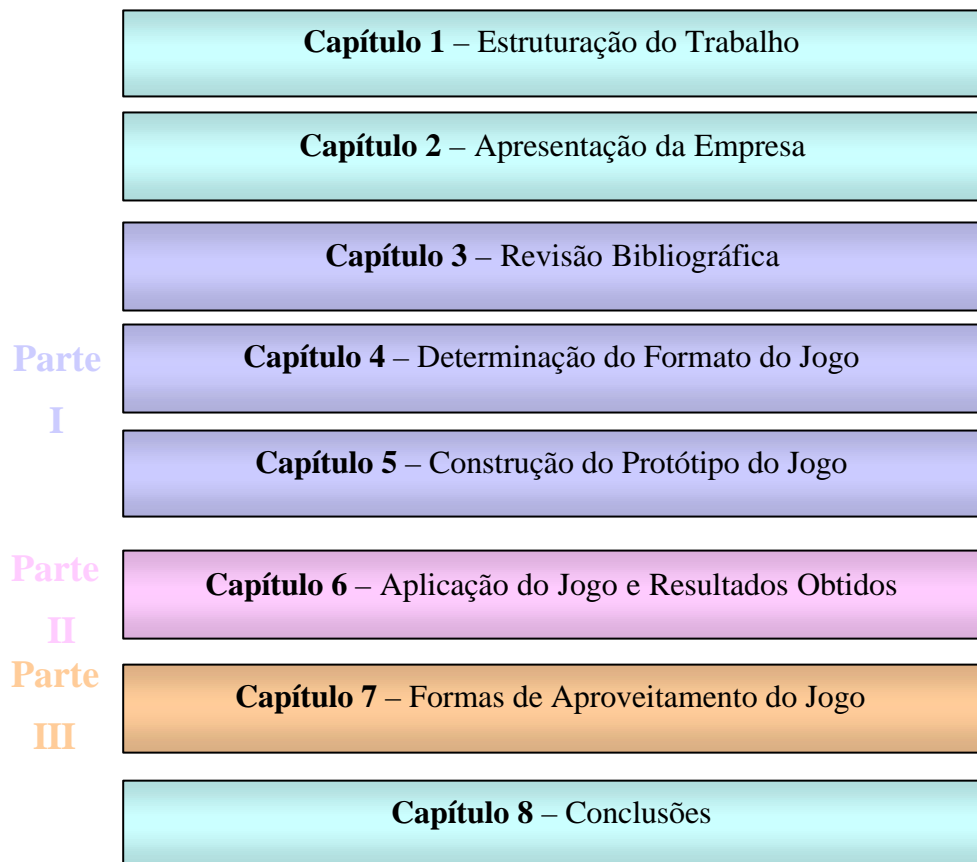 Capítulo 1 – Estruturação do Trabalho
Capítulo 2 – Apresentação da Empresa
Capítulo 3 – Revisão Bibliográfica
Parte
I
Capítulo 4 – Determinação do Formato do Jogo
Capítulo 5 – Construção do Protótipo do Jogo
Parte
II
Capítulo 6 – Aplicação do Jogo e Resultados Obtidos
Parte
III
Capítulo 7 – Formas de Aproveitamento do Jogo
Capítulo 8 – Conclusões